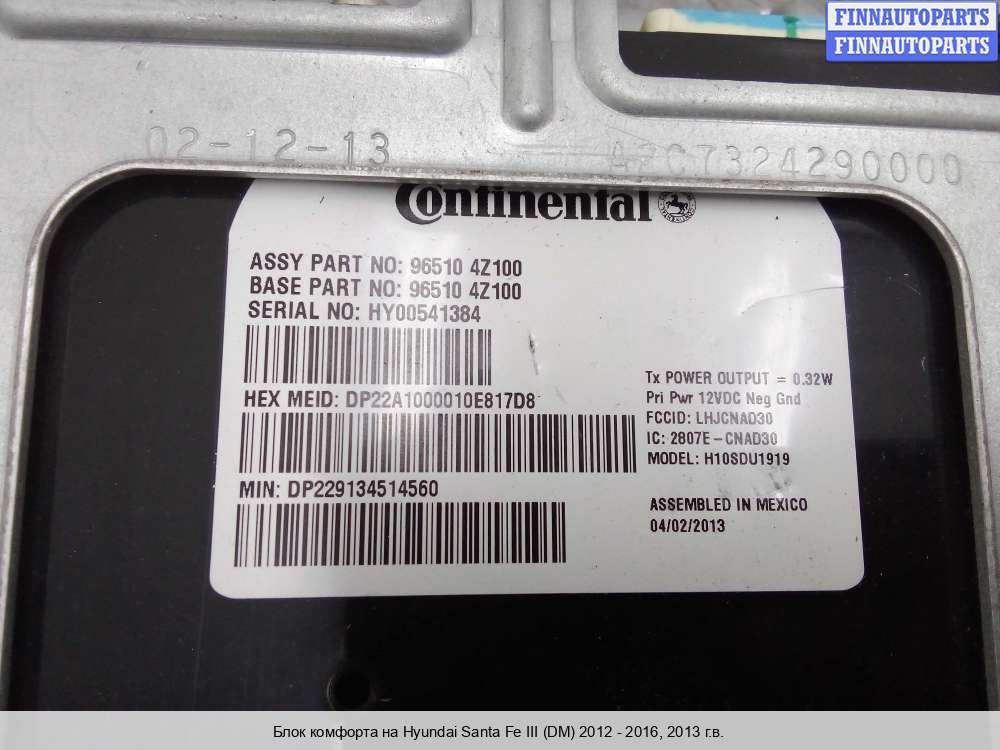 FINNAUTOPARTS
FINNAUTOPARTS
02-12-13
A2C7324290000
Continental
ASSY PART NO: 96510 4Z100
BASE PART NO: 96510 4Z100
SERIAL NO: HY00541384
HEX MEID: DP22A1000010E817D8
MIN: DP229134514560
Tx POWER OUTPUT = 0.32W
Pri Pwr 12VDC Neg Gnd
FCCID: LHJCNAD30
IC: 2807E-CNAD30
MODEL: H10SDU1919
ASSEMBLED IN MEXICO
04/02/2013
Блок комфорта на Hyundai Santa Fe III (DM) 2012 - 2016, 2013 г.в.